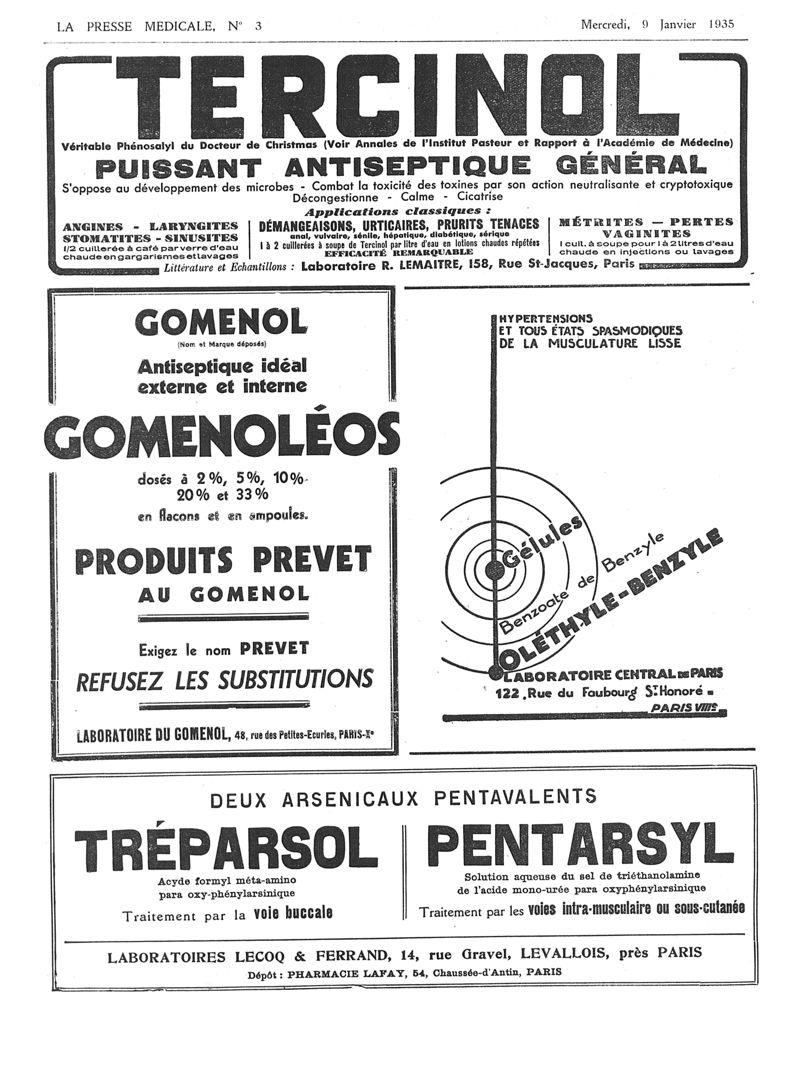 LA PRESSE MEDICALE, N° 3
Mercredi, 9 Janvier 1935
TERCINOL
Véritable Phénosalyl du Docteur de Christmas (Voir Annales de l'Institut Pasteur et Rapport à l'Académie de Médecine)
PUISSANT ANTISEPTIQUE GÉNÉRAL
S'oppose au développement des microbes - Combat la toxicité des toxines par son action neutralisante et cryptotoxique
Décongestionne - Calme - Cicatrise
Applications classiques :
ANGINES - LARYNGITES
STOMATITES - SINUSITES
1/2 cuillerée à café par verre d'eau
chaude en gargarismes et lavages
DÉMANGEAISONS, URTICAIRES, PRURITS TENACES
anal, vulvaire, sénile, hépatique, diabétique, sérique
1 à 2 cuillerées à soupe de Tercinol par litre d'eau en lotions chaudes répétées
EFFICACITÉ REMARQUABLE
MÉTRITES — PERTES
VAGINITES
1 cuil. à soupe pour 1 à 2 litres d'eau
chaude en injections ou lavages
Littérature et Echantillons : Laboratoire R. LEMAITRE, 158, Rue St-Jacques, Paris
GOMENOL
(Nom et Marque déposés)
Antiseptique idéal
externe et interne
GOMENOLÉOS
dosés à 2%, 5%, 10%
20% et 33%
en flacons et en ampoules.
PRODUITS PREVET
AU GOMENOL
Exigez le nom PREVET
REFUSEZ LES SUBSTITUTIONS
LABORATOIRE DU GOMENOL, 48, rue des Petites-Ecuries, PARIS-Xe
HYPERTENSIONS
ET TOUS ÉTATS SPASMODIQUES
DE LA MUSCULATURE LISSE
Gélules
Benzoate de Benzyle
OLÉTHYLE-BENZYLE
LABORATOIRE CENTRAL DE PARIS
122, Rue du Faubourg St Honoré
PARIS VIIIe
DEUX ARSENICAUX PENTAVALENTS
TRÉPARSOL
Acyde formyl méta-amino
para oxy-phénylarsinique
Traitement par la voie buccale
PENTARSYL
Solution aqueuse du sel de triéthanolamine
de l'acide mono-urée para oxyphénylarsinique
Traitement par les voies intra-musculaire ou sous-cutanée
LABORATOIRES LECOQ & FERRAND, 14, rue Gravel, LEVALLOIS, près PARIS
Dépôt : PHARMACIE LAFAY, 54, Chaussée-d'Antin, PARIS